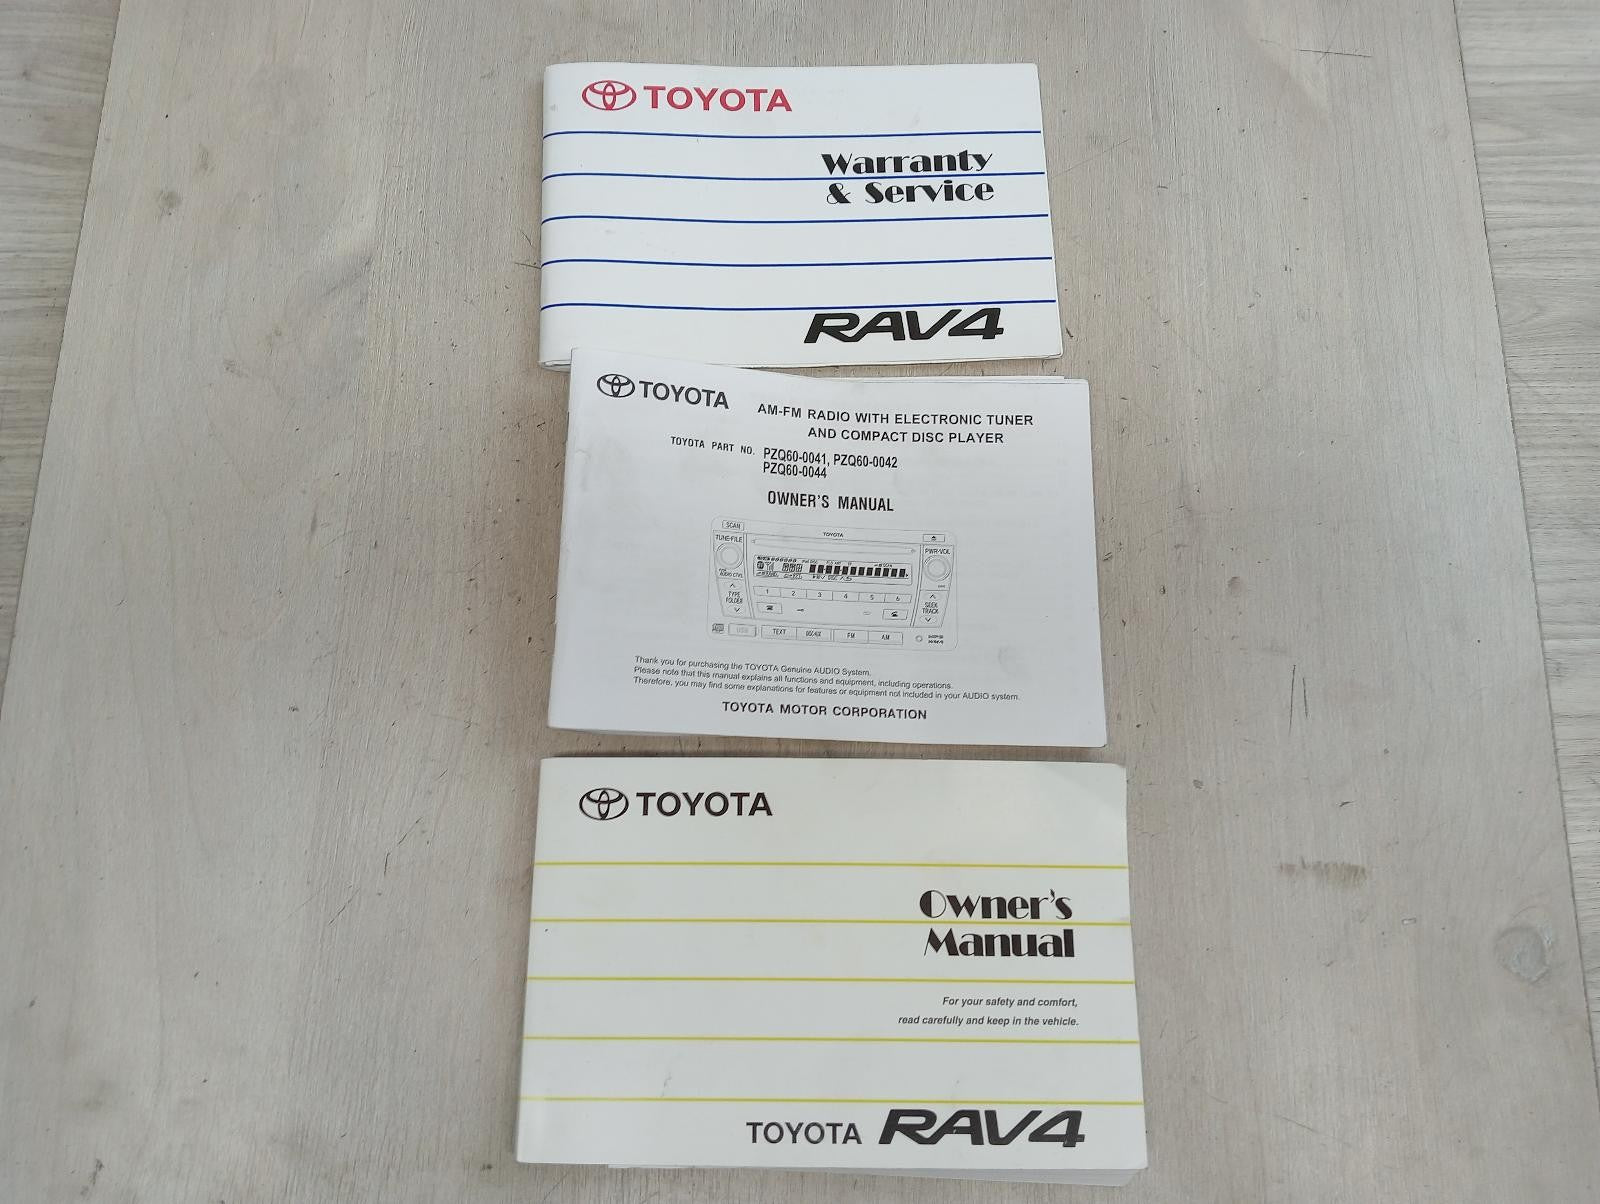 TOYOTA
Warranty
& Service
RAV4
TOYOTA
AM-FM RADIO WITH ELECTRONIC TUNER
AND COMPACT DISC PLAYER
TOYOTA PART NO. PZQ60-0041, PZQ60-0042
PZQ60-0044
OWNER'S MANUAL
SCAN
TOYOTA
TUNE•FILE
PWR•VOL
AUDIO CTRL
TYPE
FOLDER
1 2 3 4 5 6
SEEK
TRACK
USB
TEXT
FM
AM
Thank you for purchasing the TOYOTA Genuine AUDIO System.
Please note that this manual explains all functions and equipment, including operations.
Therefore, you may find some explanations for features or equipment not included in your AUDIO system.
TOYOTA MOTOR CORPORATION
TOYOTA
Owner's
Manual
For your safety and comfort,
read carefully and keep in the vehicle.
TOYOTA RAV4